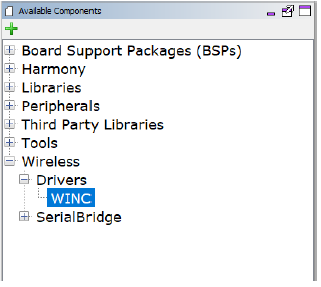 Available Components
Board Support Packages (BSPs)
Harmony
Libraries
Peripherals
Third Party Libraries
Tools
Wireless
Drivers
WINC
SerialBridge